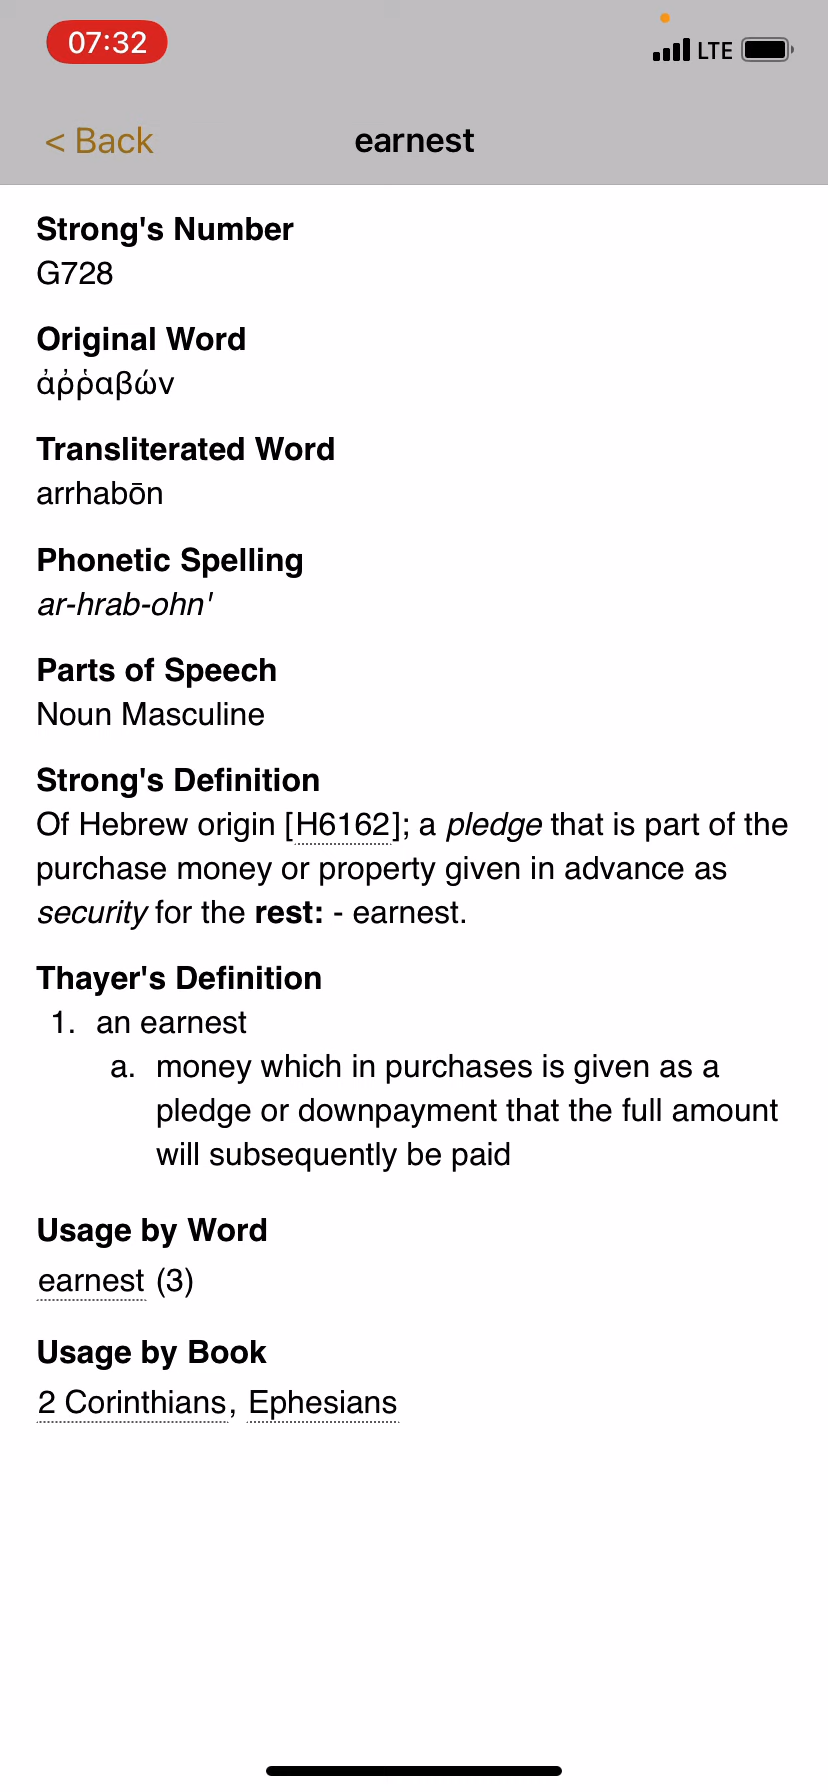 07:32
LTE
< Back
earnest
Strong's Number
G728
Original Word
ἀῤῥαβών
Transliterated Word
arrhabōn
Phonetic Spelling
ar-hrab-ohn'
Parts of Speech
Noun Masculine
Strong's Definition
Of Hebrew origin [H6162]; a pledge that is part of the
purchase money or property given in advance as
security for the rest: - earnest.
Thayer's Definition
1. an earnest
a. money which in purchases is given as a
pledge or downpayment that the full amount
will subsequently be paid
Usage by Word
earnest (3)
Usage by Book
2 Corinthians, Ephesians